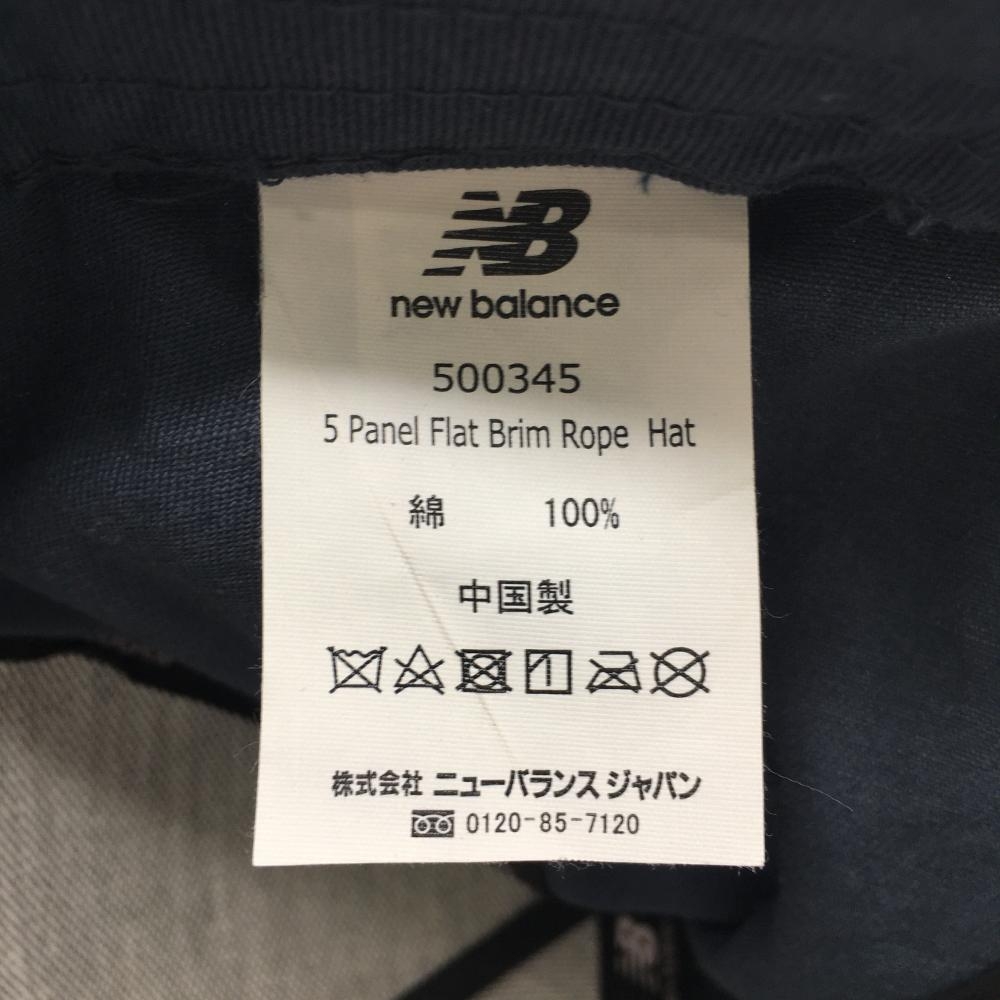 NB
new balance
500345
5 Panel Flat Brim Rope Hat
綿 100%
中国製
株式会社 ニューバランス ジャパン
0120-85-7120
NB